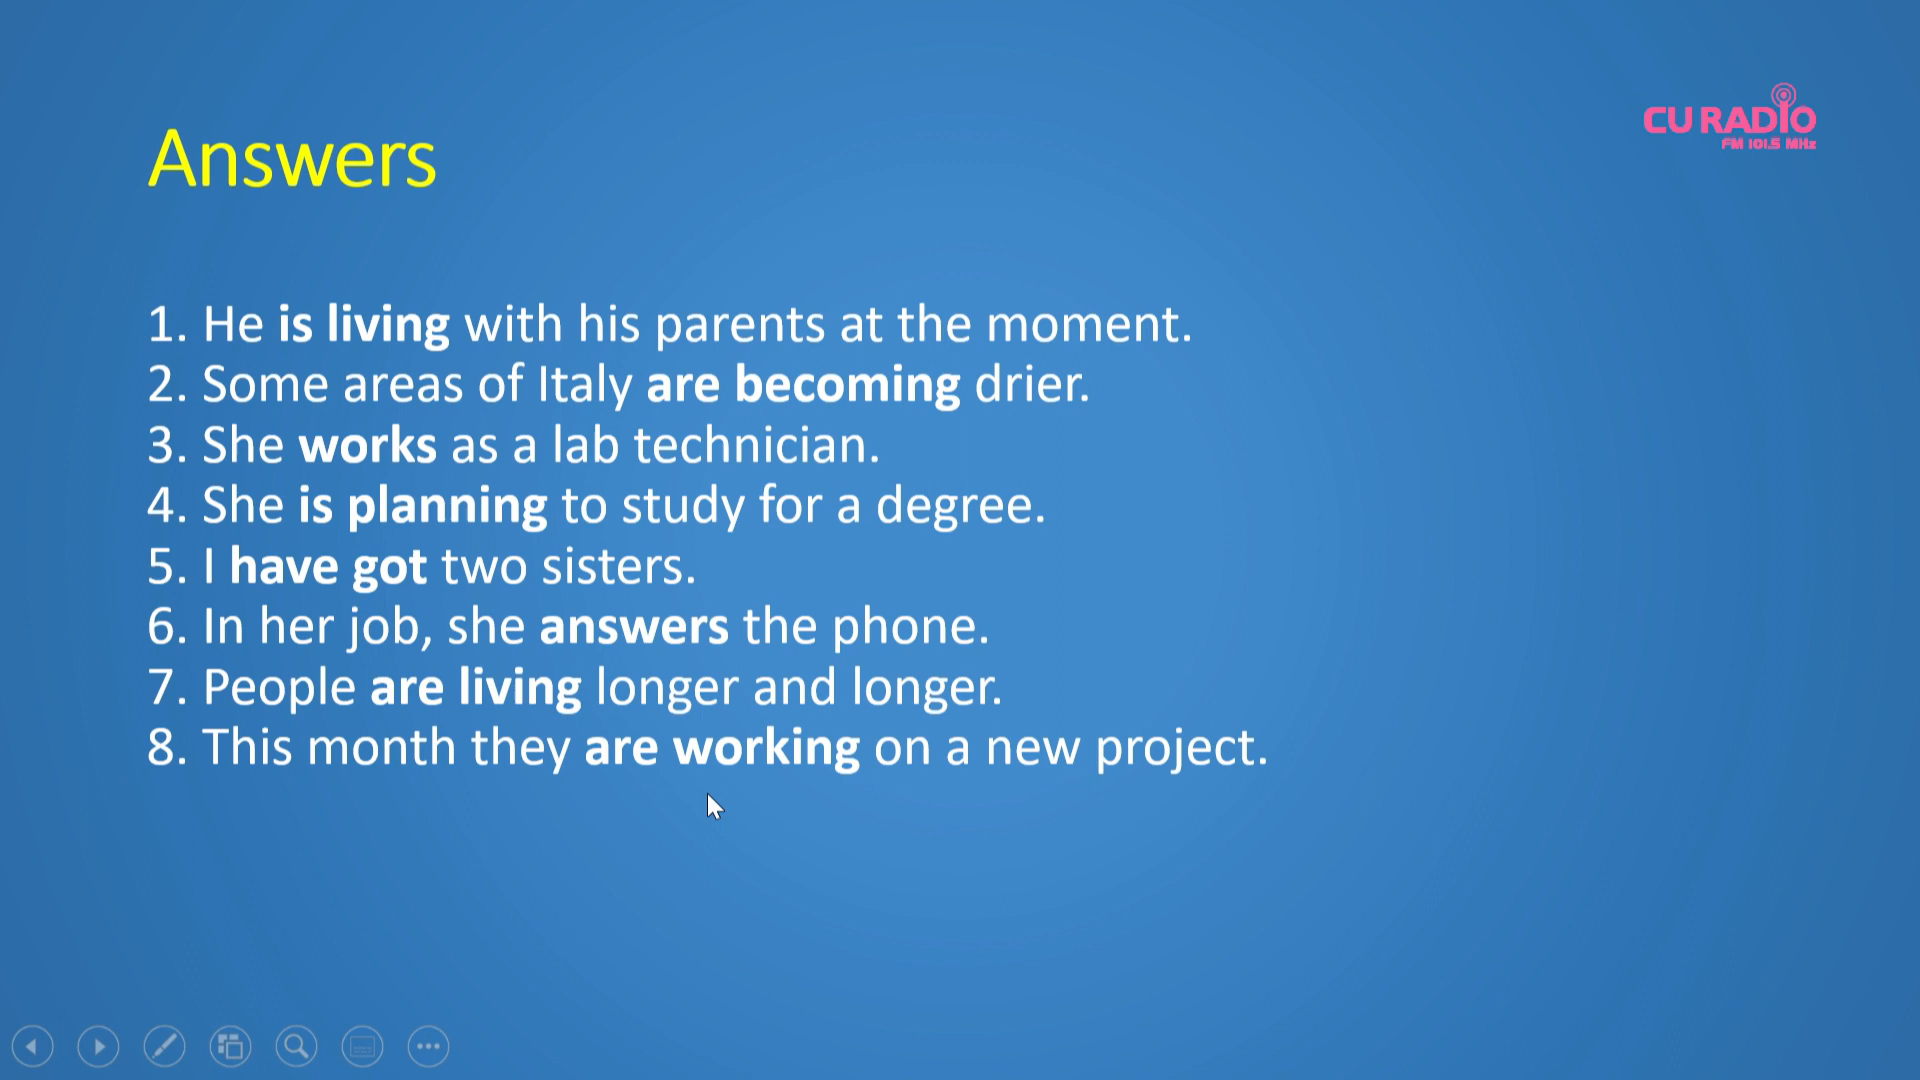 CU RADIO
FM 101.5 MHz
Answers
1. He is living with his parents at the moment.
2. Some areas of Italy are becoming drier.
3. She works as a lab technician.
4. She is planning to study for a degree.
5. I have got two sisters.
6. In her job, she answers the phone.
7. People are living longer and longer.
8. This month they are working on a new project.